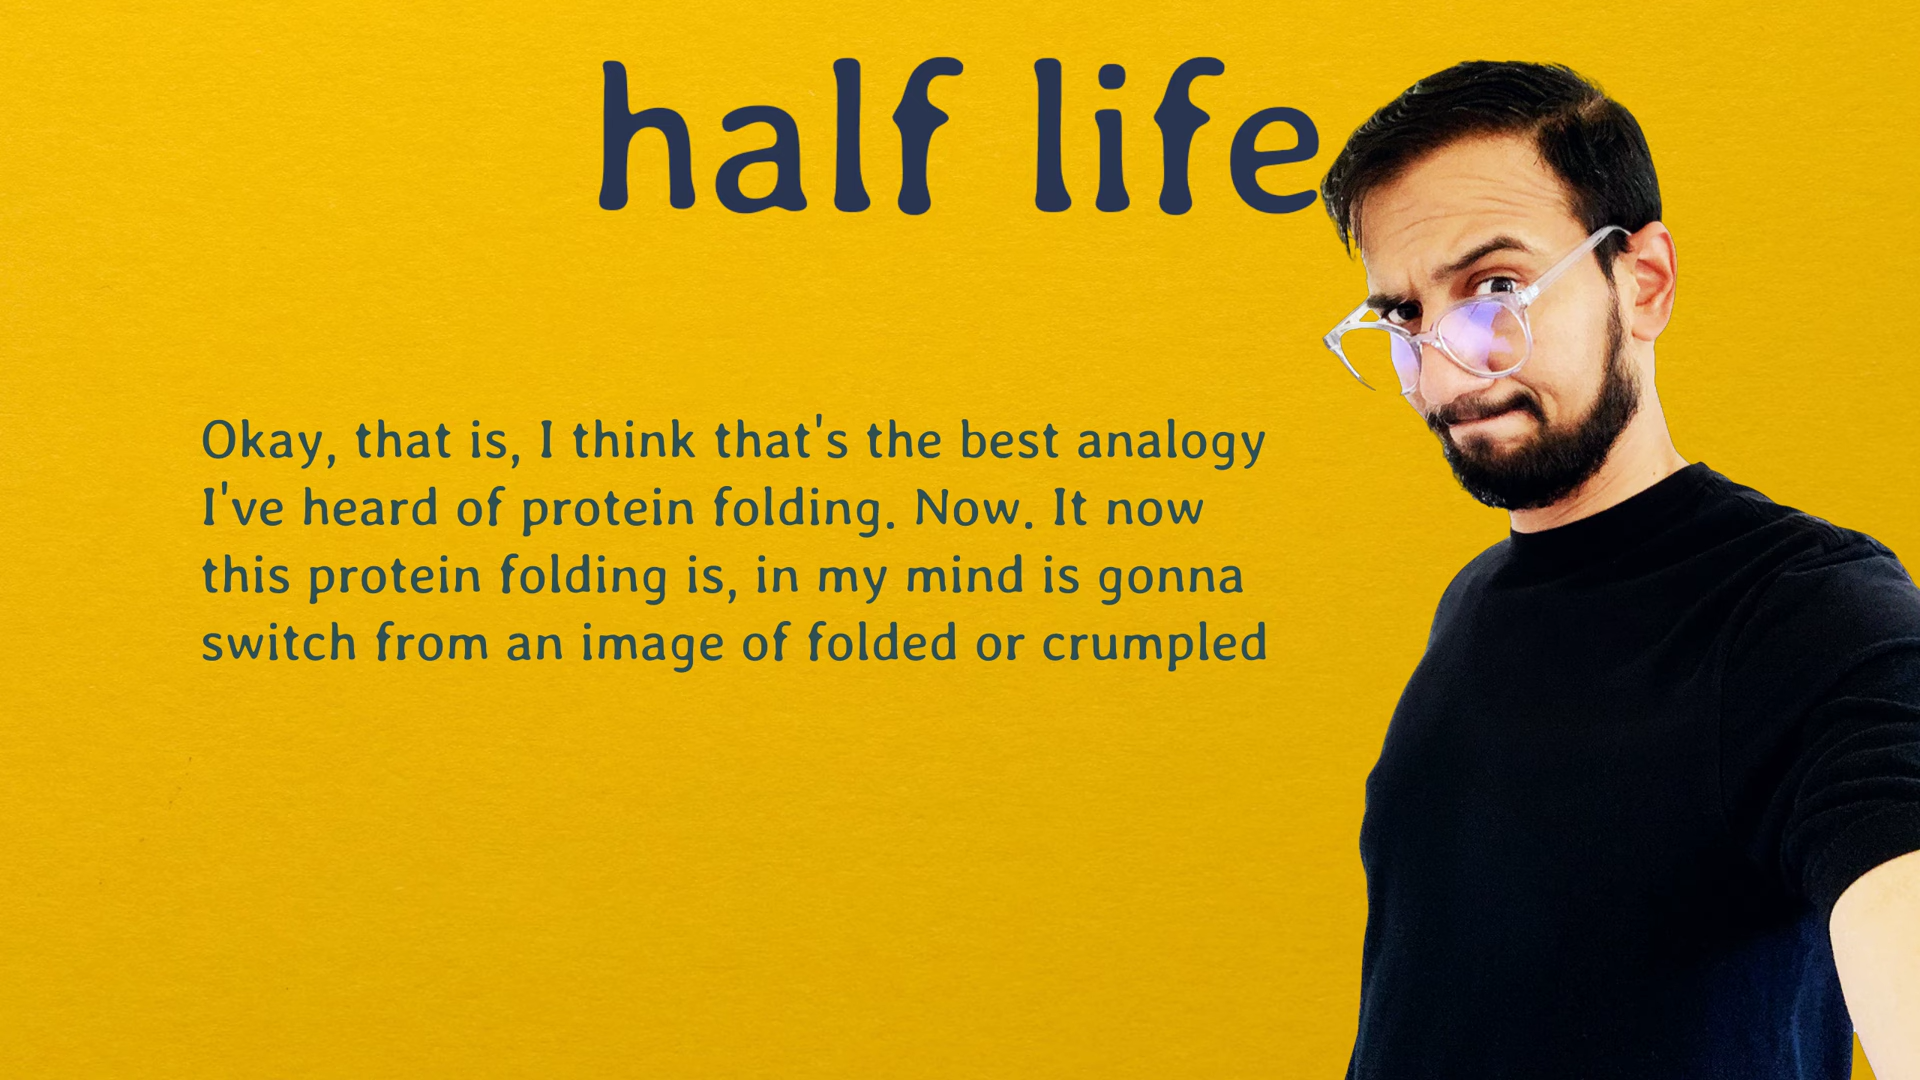 half life
Okay, that is, I think that's the best analogy
I've heard of protein folding. Now. It now
this protein folding is, in my mind is gonna
switch from an image of folded or crumpled